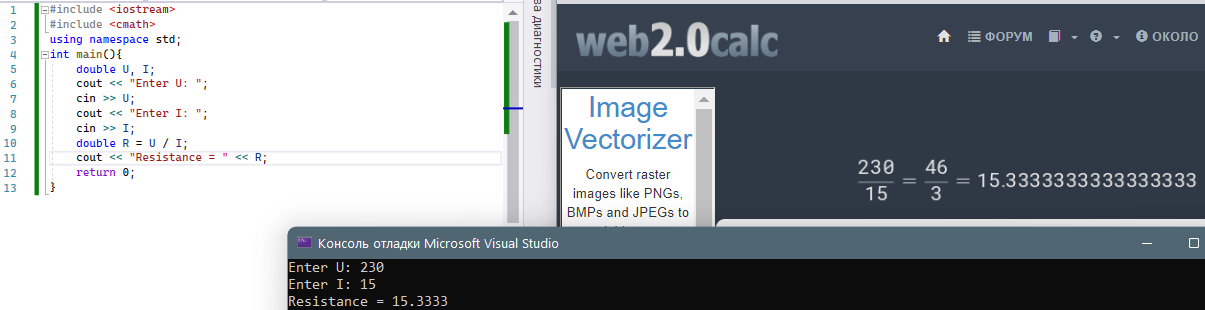 1 #include <iostream>
2 #include <cmath>
3 using namespace std;
4 int main(){
5 double U, I;
6 cout << "Enter U: ";
7 cin >> U;
8 cout << "Enter I: ";
9 cin >> I;
10 double R = U / I;
11 cout << "Resistance = " << R;
12 return 0;
13 }
ва диагностики
web2.0calc
ФОРУМ
ОКОЛО
Image
Vectorizer
Convert raster
images like PNGs,
BMPs and JPEGs to
230/15 = 46/3 = 15.3333333333333333
Консоль отладки Microsoft Visual Studio
Enter U: 230
Enter I: 15
Resistance = 15.3333